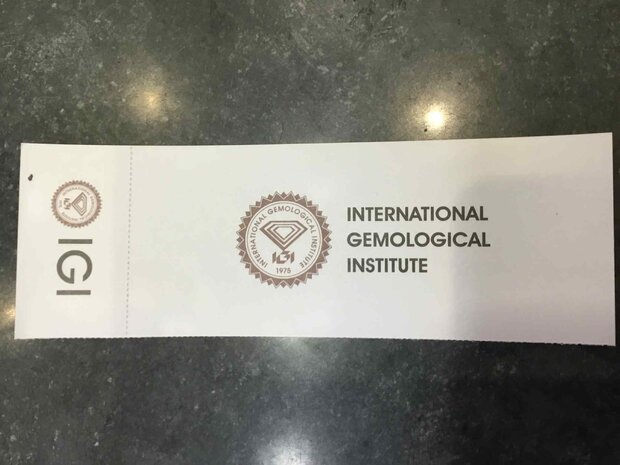 IGI
INTERNATIONAL GEMOLOGICAL INSTITUTE
IGI
1975
INTERNATIONAL
GEMOLOGICAL
INSTITUTE